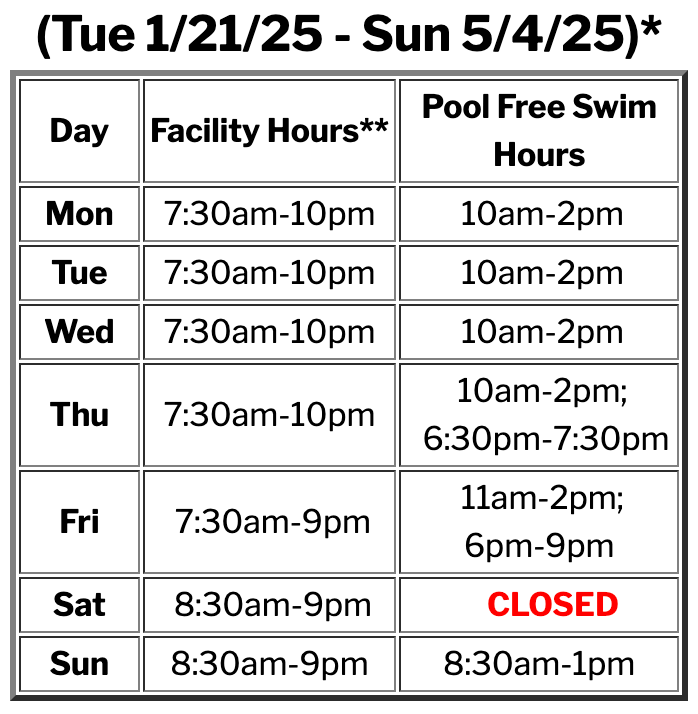 (Tue 1/21/25 - Sun 5/4/25)*
Day Facility Hours** Pool Free Swim
Hours
Mon 7:30am-10pm 10am-2pm
Tue 7:30am-10pm 10am-2pm
Wed 7:30am-10pm 10am-2pm
Thu 7:30am-10pm 10am-2pm;
6:30pm-7:30pm
Fri 7:30am-9pm 11am-2pm;
6pm-9pm
Sat 8:30am-9pm CLOSED
Sun 8:30am-9pm 8:30am-1pm